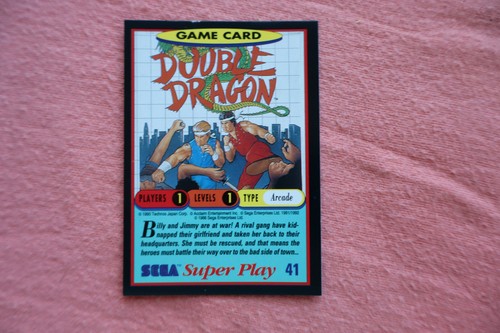 GAME CARD
DOUBLE
DRAGON
PLAYERS 1 LEVELS 1 TYPE Arcade
Billy and Jimmy are at war! A rival gang have kid-
napped their girlfriend and taken her back to their
headquarters. She must be rescued, and that means the
heroes must battle their way over to the bad side of town...
SEGA Super Play 41